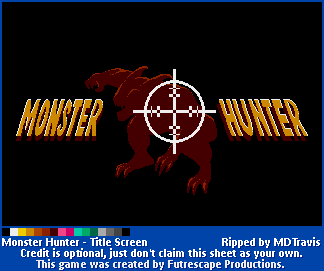 MONSTER HUNTER
Monster Hunter - Title Screen Ripped by MDTravis
Credit is optional, just don't claim this sheet as your own.
This game was created by Futrescape Productions.